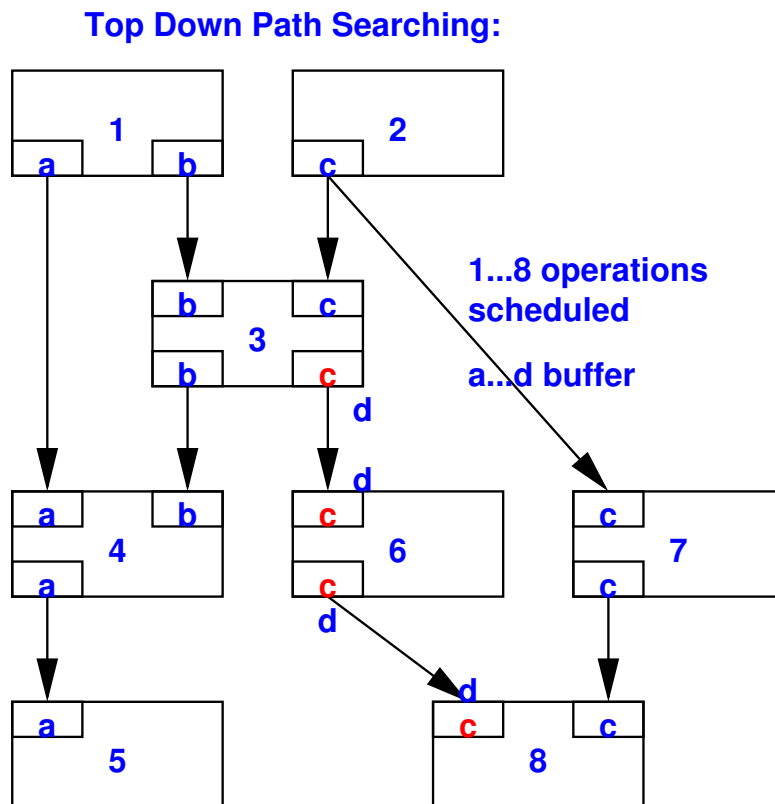 Top Down Path Searching:
1
2
a
b
c
b
c
1...8 operations
scheduled
3
b
c
a...d buffer
d
d
a
b
c
c
4
6
7
a
c
c
d
d
a
c
c
5
8